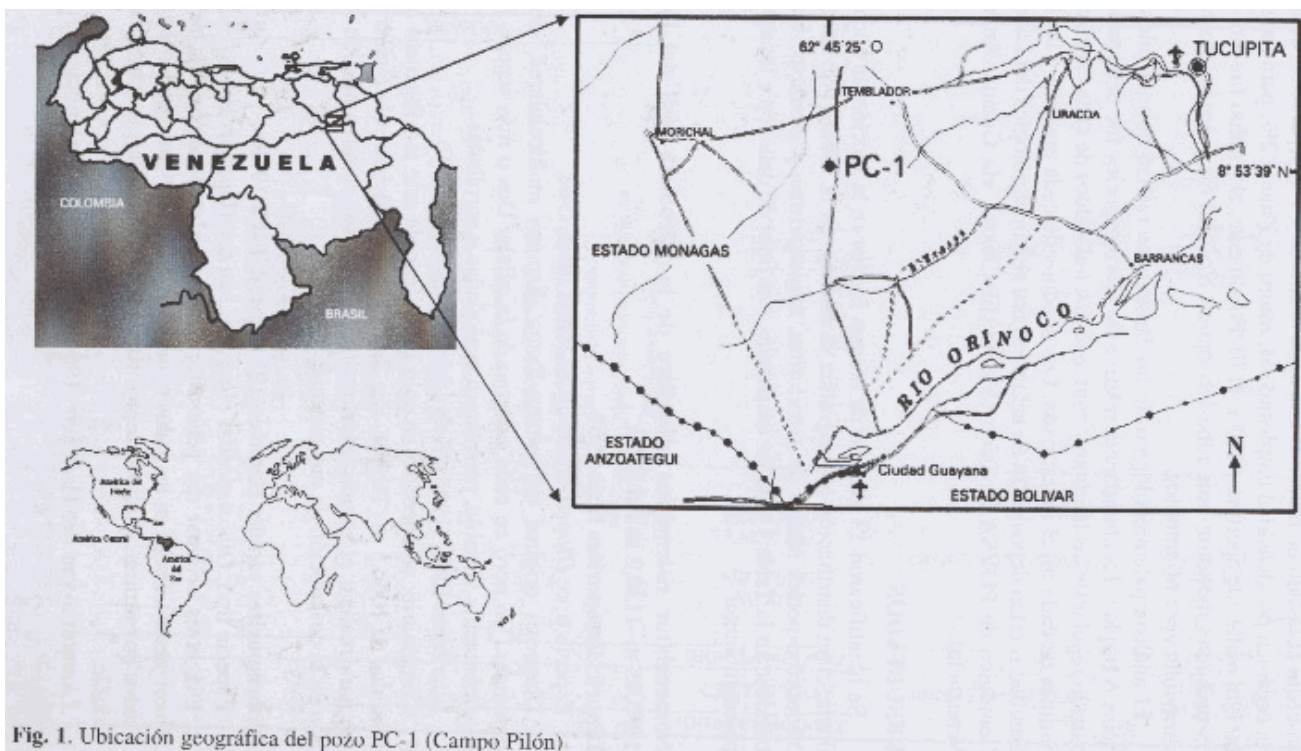 VENEZUELA
COLOMBIA
BRASIL
62° 45' 25" O
TUCUPITA
TEMBLADOR
URACOA
MORICHAL
PC-1
8° 53' 39" N
ESTADO MONAGAS
BARRANCAS
RIO ORINOCO
ESTADO
ANZOATEGUI
Ciudad Guayana
ESTADO BOLIVAR
N
América del
Norte
América Central
América
del
Sur
Fig. 1. Ubicación geográfica del pozo PC-1 (Campo Pilón)